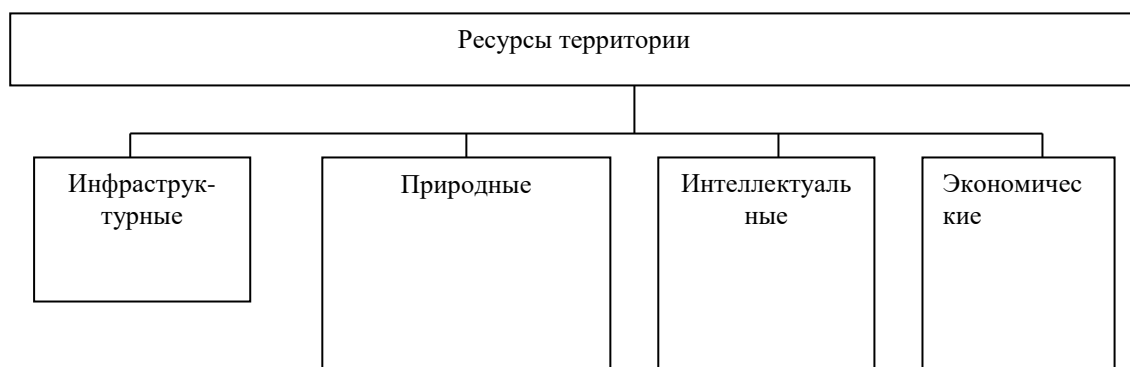 Ресурсы территории
Инфраструк-
турные
Природные
Интеллектуаль
ные
Экономичес
кие